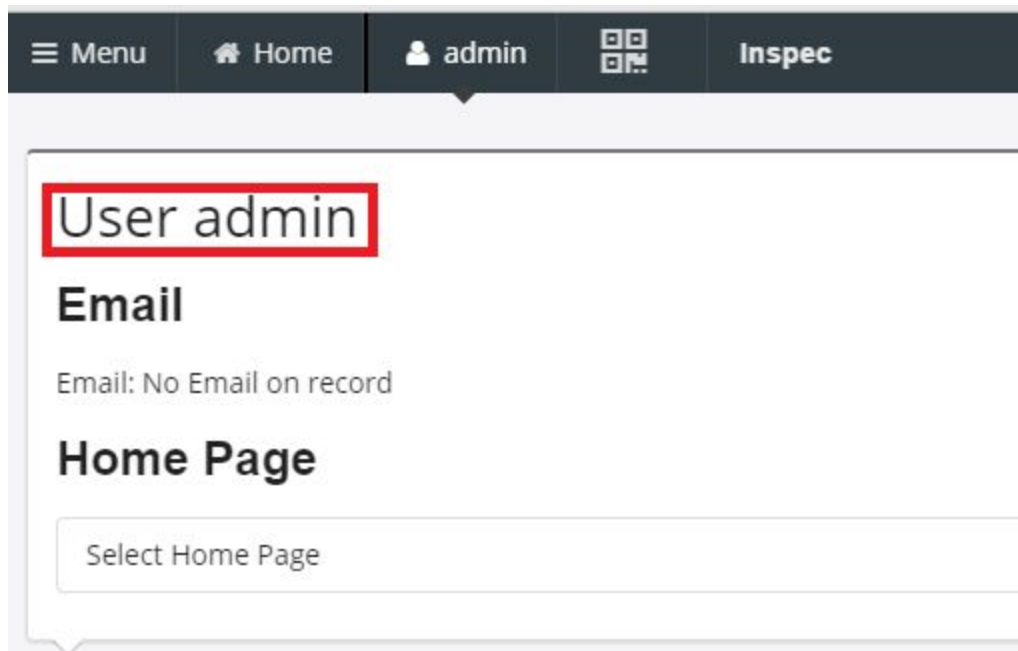 Menu Home admin Inspec
User admin
Email
Email: No Email on record
Home Page
Select Home Page